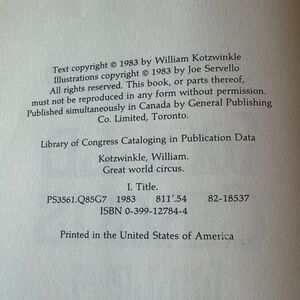 Text copyright © 1983 by William Kotzwinkle
Illustrations copyright © 1983 by Joe Servello
All rights reserved. This book, or parts thereof,
must not be reproduced in any form without permission.
Published simultaneously in Canada by General Publishing
Co. Limited, Toronto.
Library of Congress Cataloging in Publication Data
Kotzwinkle, William.
Great world circus.
I. Title.
PS3561.Q85G7 1983 811'.54 82-18537
ISBN 0-399-12784-4
Printed in the United States of America